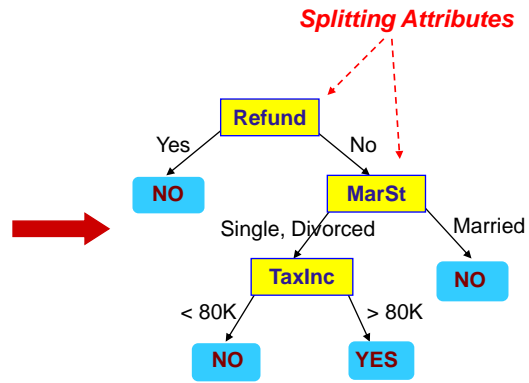 Splitting Attributes
Refund
Yes
No
NO
MarSt
Single, Divorced
Married
TaxInc
NO
< 80K
> 80K
NO
YES